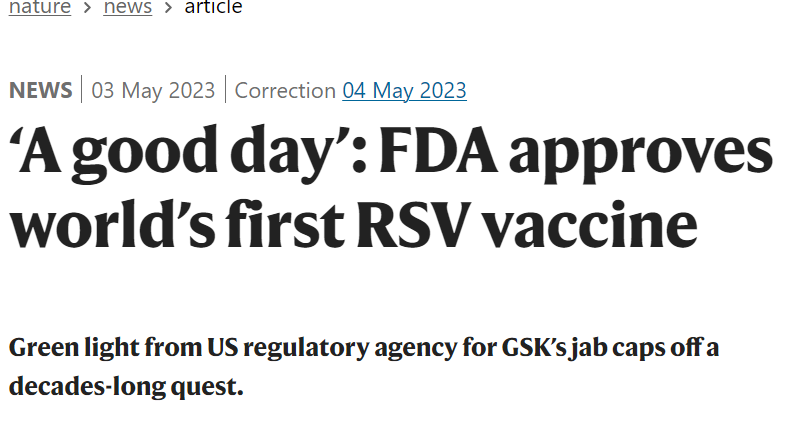 nature > news > article
NEWS | 03 May 2023 | Correction 04 May 2023
‘A good day’: FDA approves
world’s first RSV vaccine
Green light from US regulatory agency for GSK’s jab caps off a
decades-long quest.